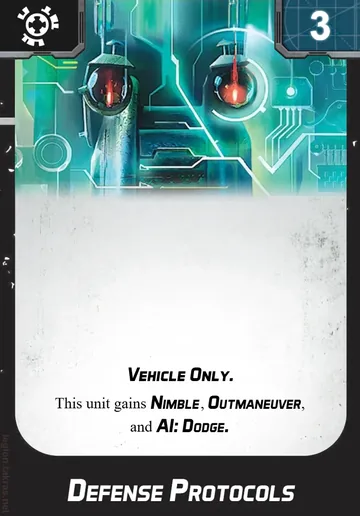 3
VEHICLE ONLY.
This unit gains NIMBLE, OUTMANEUVER,
and AI: DODGE.
DEFENSE PROTOCOLS